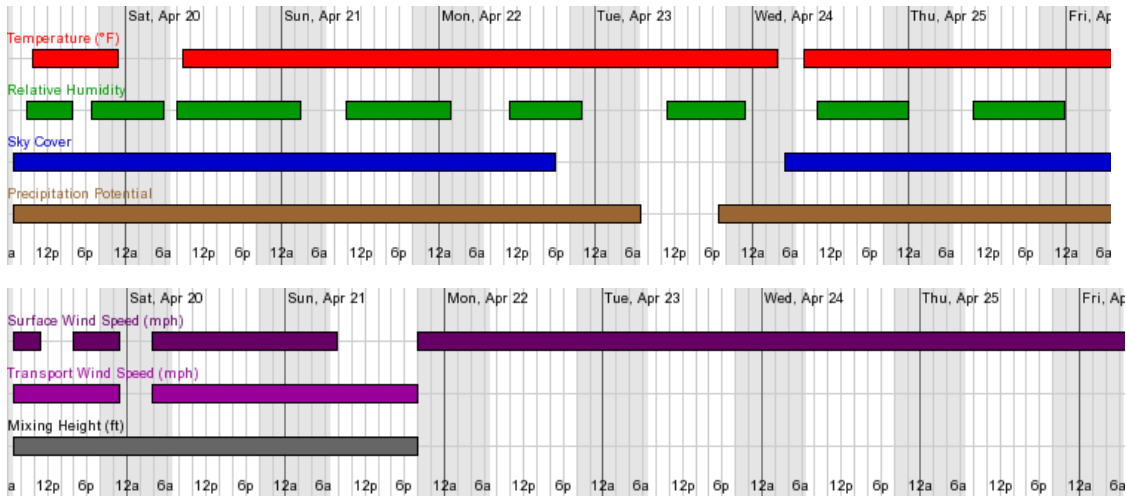 Sat, Apr 20 Sun, Apr 21 Mon, Apr 22 Tue, Apr 23 Wed, Apr 24 Thu, Apr 25 Fri, Ap
Temperature (°F)
Relative Humidity
Sky Cover
Precipitation Potential
a 12p 6p 12a 6a 12p 6p 12a 6a 12p 6p 12a 6a 12p 6p 12a 6a 12p 6p 12a 6a 12p 6p 12a 6a 12p 6p 12a 6a
Sat, Apr 20 Sun, Apr 21 Mon, Apr 22 Tue, Apr 23 Wed, Apr 24 Thu, Apr 25 Fri, Ap
Surface Wind Speed (mph)
Transport Wind Speed (mph)
Mixing Height (ft)
a 12p 6p 12a 6a 12p 6p 12a 6a 12p 6p 12a 6a 12p 6p 12a 6a 12p 6p 12a 6a 12p 6p 12a 6a 12p 6p 12a 6a